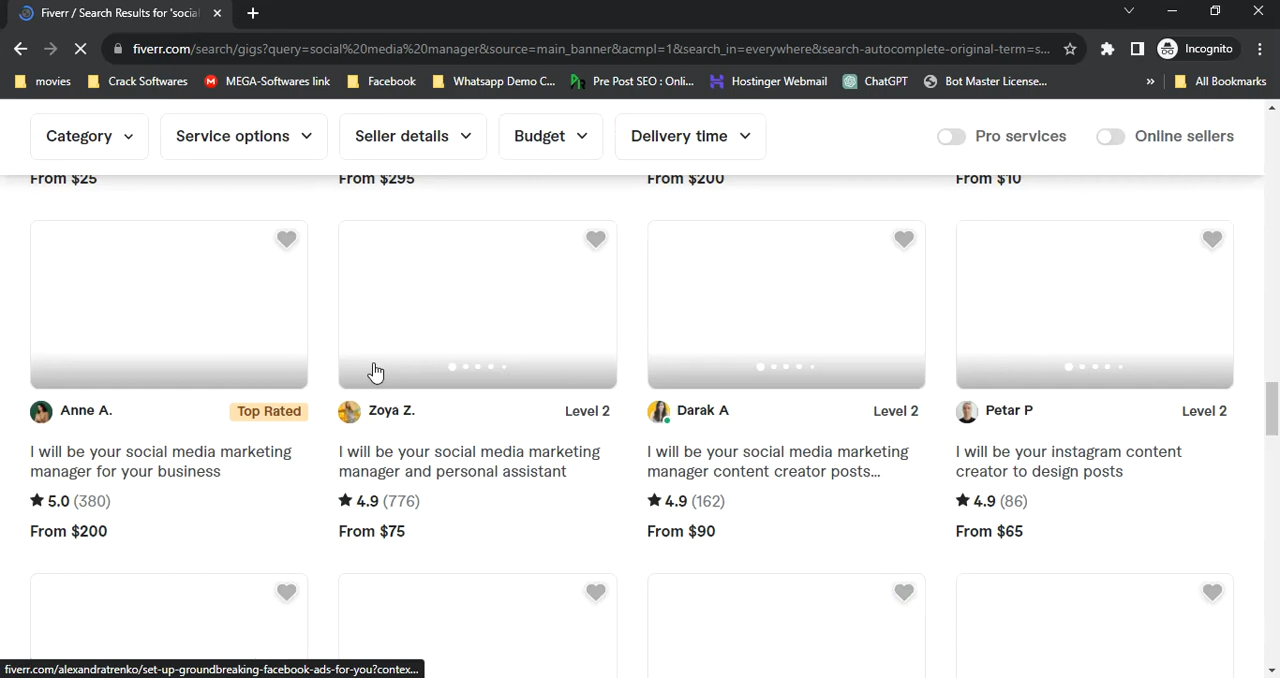 Fiverr / Search Results for 'social
fiverr.com/search/gigs?query=social%20media%20manager&source=main_banner&acmpl=1&search_in=everywhere&search-autocomplete-original-term=s...
Incognito
movies
Crack Softwares
MEGA-Softwares link
Facebook
Whatsapp Demo C...
Pre Post SEO : Onli...
Hostinger Webmail
ChatGPT
Bot Master License...
»
All Bookmarks
Category
Service options
Seller details
Budget
Delivery time
Pro services
Online sellers
From $25
From $295
From $200
From $10
Anne A.
Top Rated
I will be your social media marketing
manager for your business
5.0 (380)
From $200
Zoya Z.
Level 2
I will be your social media marketing
manager and personal assistant
4.9 (776)
From $75
Darak A
Level 2
I will be your social media marketing
manager content creator posts...
4.9 (162)
From $90
Petar P
Level 2
I will be your instagram content
creator to design posts
4.9 (86)
From $65
fiverr.com/alexandratrenko/set-up-groundbreaking-facebook-ads-for-you?contex...